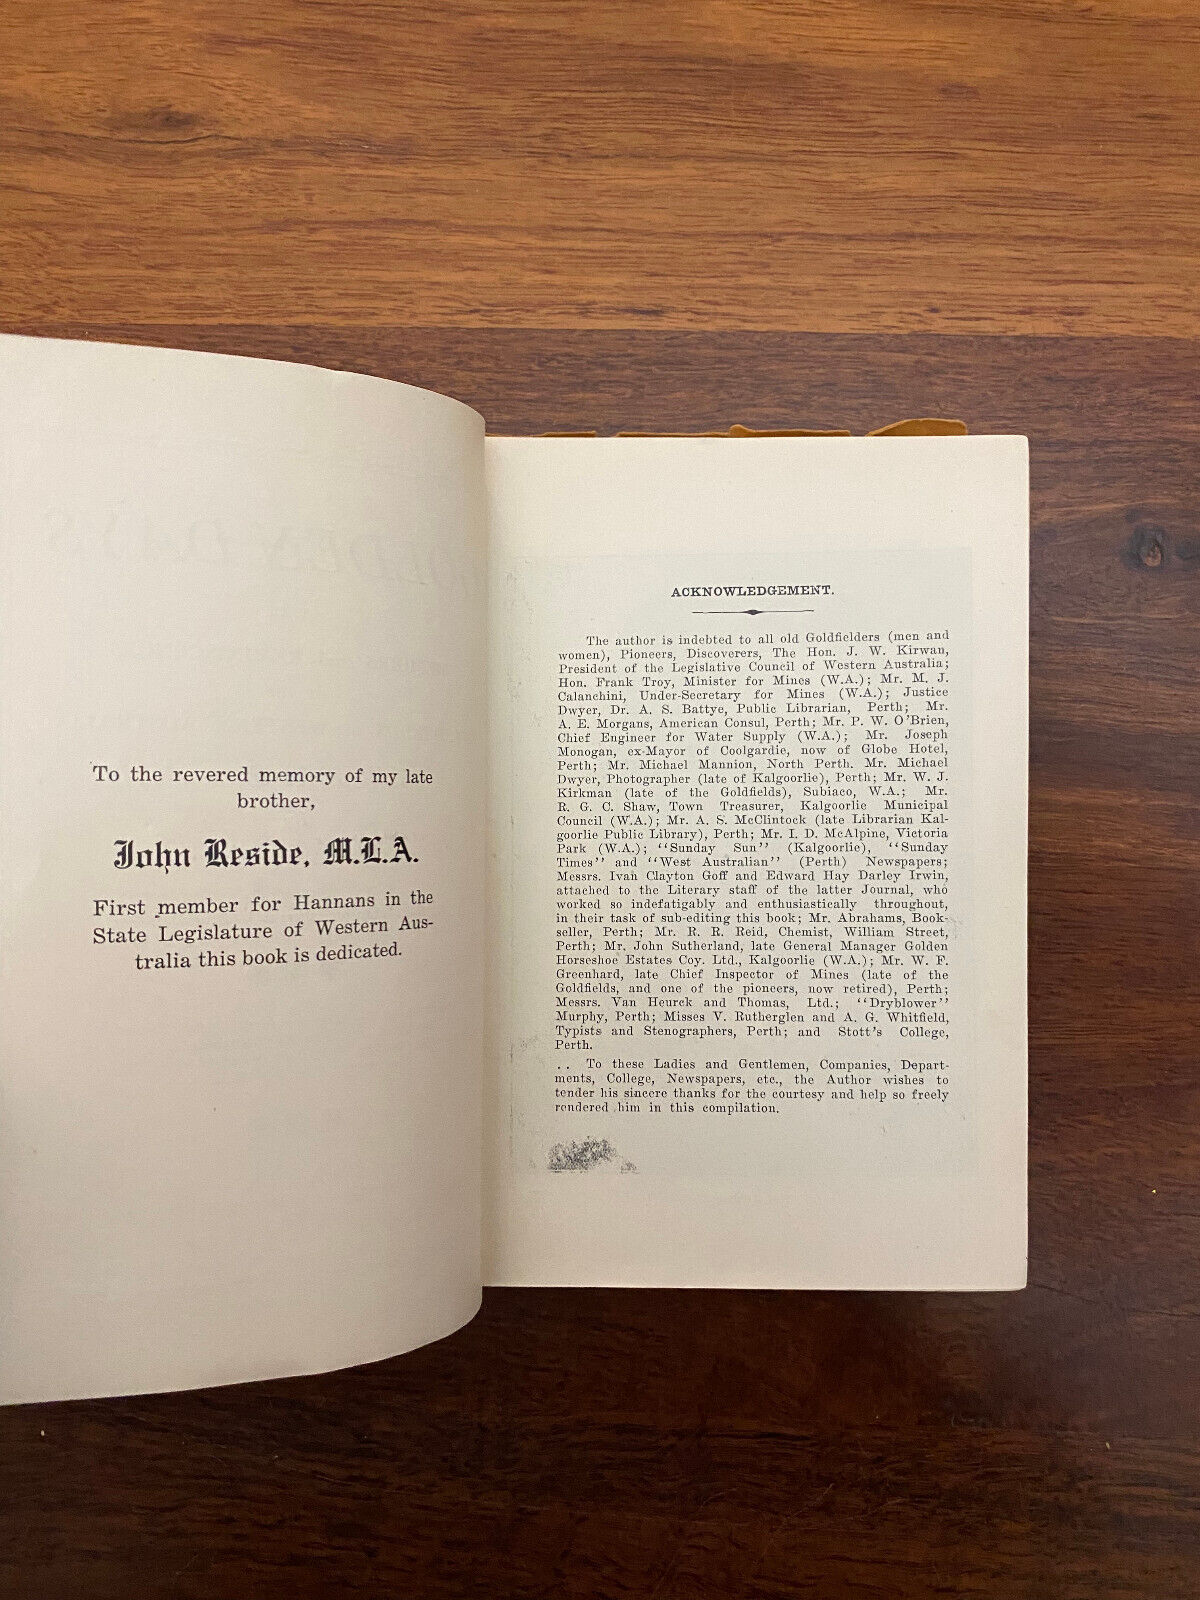 To the revered memory of my late
brother,
John Reside, M.L.A.
First member for Hannans in the
State Legislature of Western Aus-
tralia this book is dedicated.
ACKNOWLEDGEMENT.
The author is indebted to all old Goldfielders (men and
women), Pioneers, Discoverers, The Hon. J. W. Kirwan,
President of the Legislative Council of Western Australia;
Hon. Frank Troy, Minister for Mines (W.A.); Mr. M. J.
Calanchini, Under-Secretary for Mines (W.A.); Justice
Dwyer, Dr. A. S. Battye, Public Librarian, Perth; Mr.
A. E. Morgans, American Consul, Perth; Mr. P. W. O'Brien,
Chief Engineer for Water Supply (W.A.); Mr. Joseph
Monogan, ex-Mayor of Coolgardie, now of Globe Hotel,
Perth; Mr. Michael Mannion, North Perth. Mr. Michael
Dwyer, Photographer (late of Kalgoorlie), Perth; Mr. W. J.
Kirkman (late of the Goldfields), Subiaco, W.A.; Mr.
R. G. C. Shaw, Town Treasurer, Kalgoorlie Municipal
Council (W.A.); Mr. A. S. McClintock (late Librarian Kal-
goorlie Public Library), Perth; Mr. I. D. McAlpine, Victoria
Park (W.A.); "Sunday Sun" (Kalgoorlie), "Sunday
Times" and "West Australian" (Perth) Newspapers;
Messrs. Ivan Clayton Goff and Edward Hay Darley Irwin,
attached to the Literary staff of the latter Journal, who
worked so indefatigably and enthusiastically throughout,
in their task of sub-editing this book; Mr. Abrahams, Book-
seller, Perth; Mr. R. R. Reid, Chemist, William Street,
Perth; Mr. John Sutherland, late General Manager Golden
Horseshoe Estates Coy. Ltd., Kalgoorlie (W.A.); Mr. W. F.
Greenhard, late Chief Inspector of Mines (late of the
Goldfields, and one of the pioneers, now retired), Perth;
Messrs. Van Heurck and Thomas, Ltd.; "Dryblower"
Murphy, Perth; Misses V. Rutherglen and A. G. Whitfield,
Typists and Stenographers, Perth; and Stott's College,
Perth.
.. To these Ladies and Gentlemen, Companies, Depart-
ments, College, Newspapers, etc., the Author wishes to
tender his sincere thanks for the courtesy and help so freely
rendered him in this compilation.